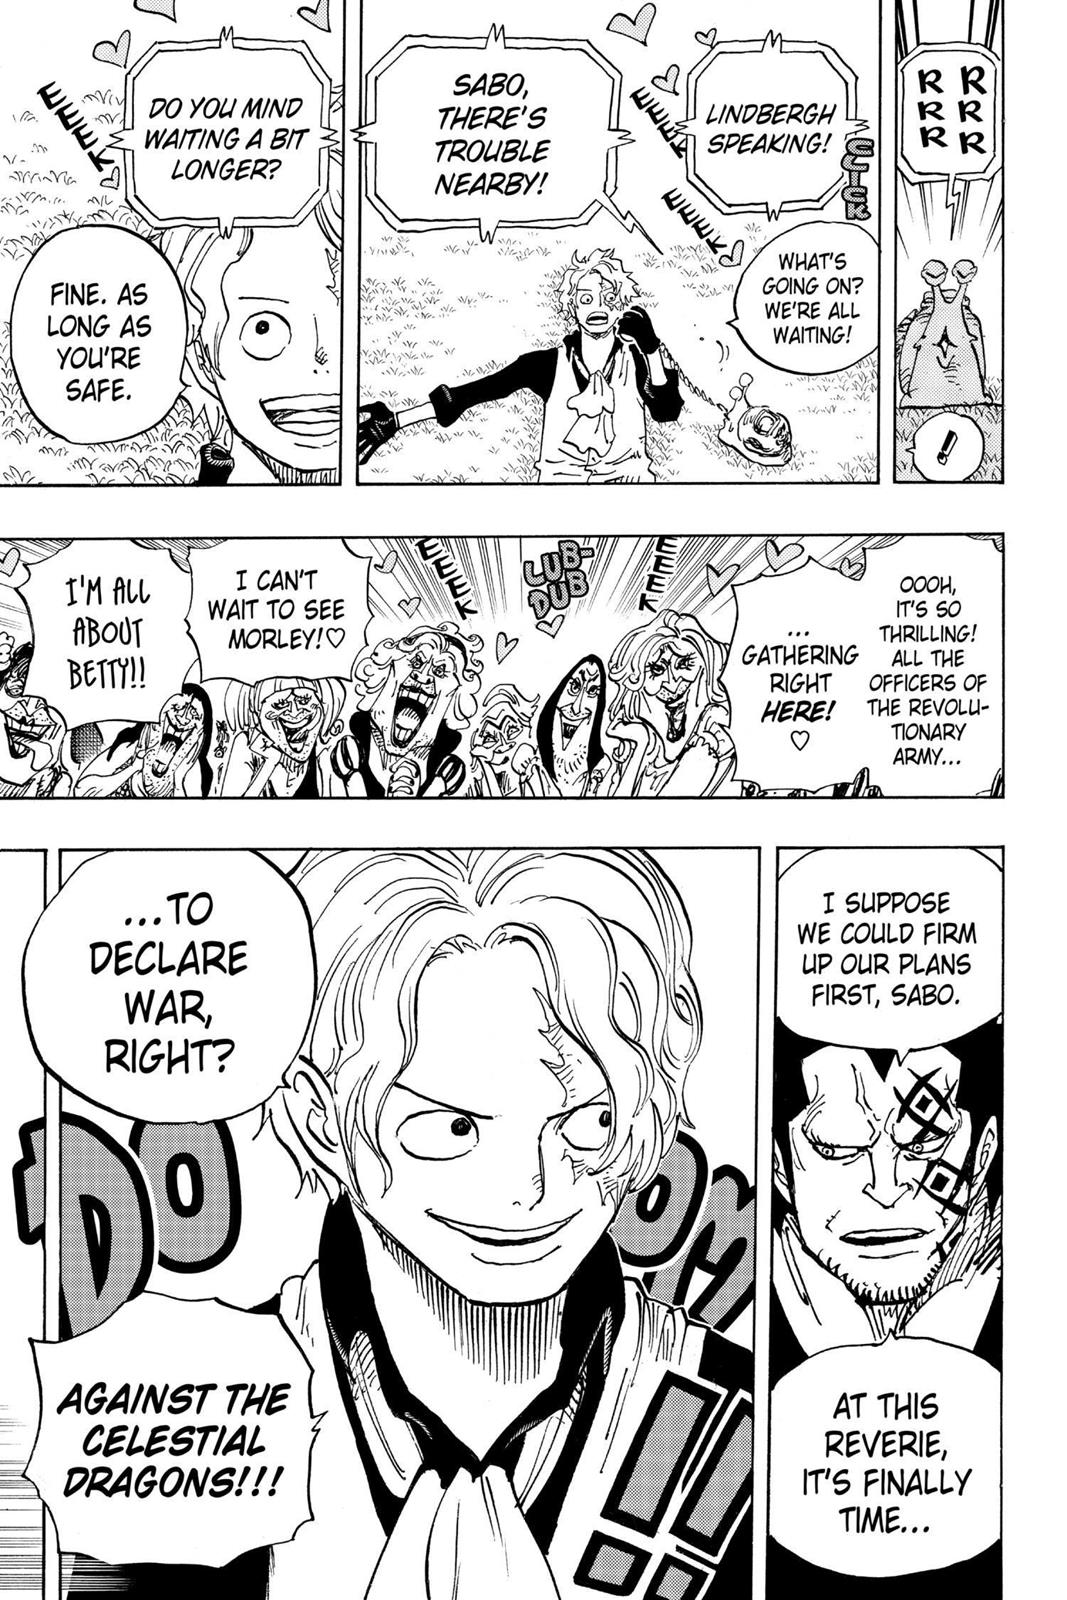 R
R
R
R
R
R
!
CLICK
LINDBERGH
SPEAKING!
WHAT'S
GOING ON?
WE'RE ALL
WAITING!
EEEK
EEEK
SABO,
THERE'S
TROUBLE
NEARBY!
DO YOU MIND
WAITING A BIT
LONGER?
EEEK
FINE. AS
LONG AS
YOU'RE
SAFE.
OOOH,
IT'S SO
THRILLING!
ALL THE
OFFICERS OF
THE REVOLU-
TIONARY
ARMY...
...
GATHERING
RIGHT
HERE!
♡
EEEK
LUB-
DUB
EEEK
I CAN'T
WAIT TO SEE
MORLEY!♡
I'M ALL
ABOUT
BETTY!!
I SUPPOSE
WE COULD FIRM
UP OUR PLANS
FIRST, SABO.
AT THIS
REVERIE,
IT'S FINALLY
TIME...
...TO
DECLARE
WAR,
RIGHT?
DOOM
!!
AGAINST THE
CELESTIAL
DRAGONS!!!